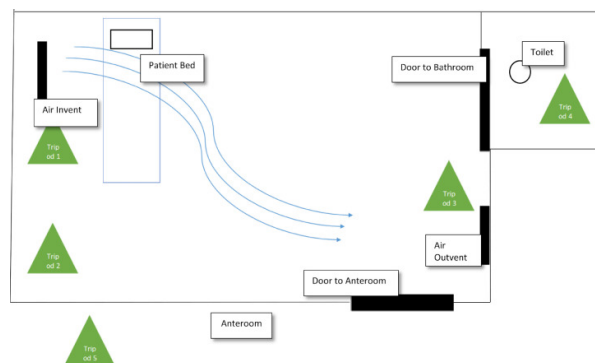 Patient Bed
Door to Bathroom
Toilet
Air Invent
Trip
od 1
Trip
od 4
Trip
od 3
Trip
od 2
Air
Outvent
Door to Anteroom
Anteroom
Trip
od 5